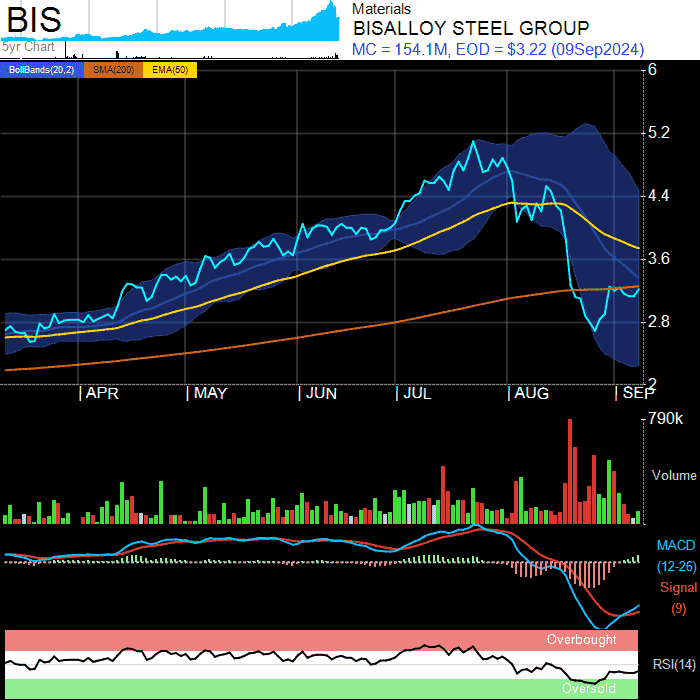 BIS
5yr Chart
Materials
BISALLOY STEEL GROUP
MC = 154.1M, EOD = $3.22 (09Sep2024)
BollBands(20,2) SMA(200) EMA(50)
6
5.2
4.4
3.6
2.8
2
APR MAY JUN JUL AUG SEP
790k
Volume
MACD
(12-26)
Signal
(9)
Overbought
RSI(14)
Oversold